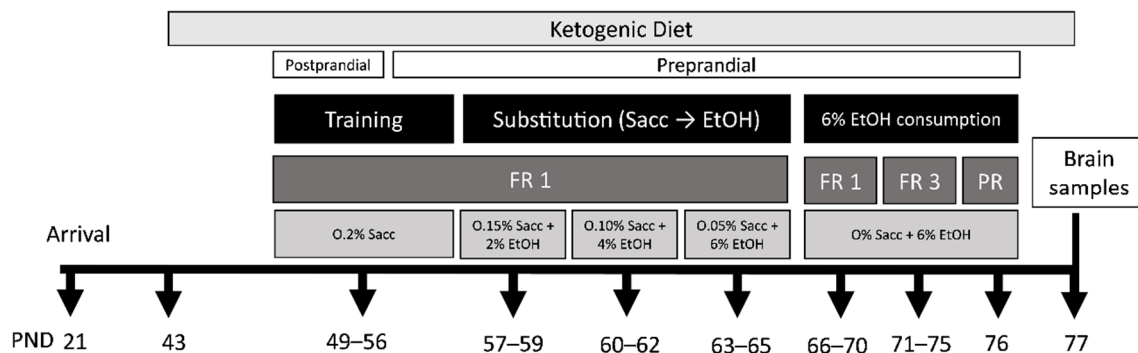 Ketogenic Diet
Postprandial
Preprandial
Training
Substitution (Sacc → EtOH)
6% EtOH consumption
FR 1
FR 1
FR 3
PR
Brain
samples
Arrival
O.2% Sacc
O.15% Sacc +
2% EtOH
O.10% Sacc +
4% EtOH
O.05% Sacc +
6% EtOH
O% Sacc + 6% EtOH
PND 21
43
49–56
57–59
60–62
63–65
66–70
71–75
76
77